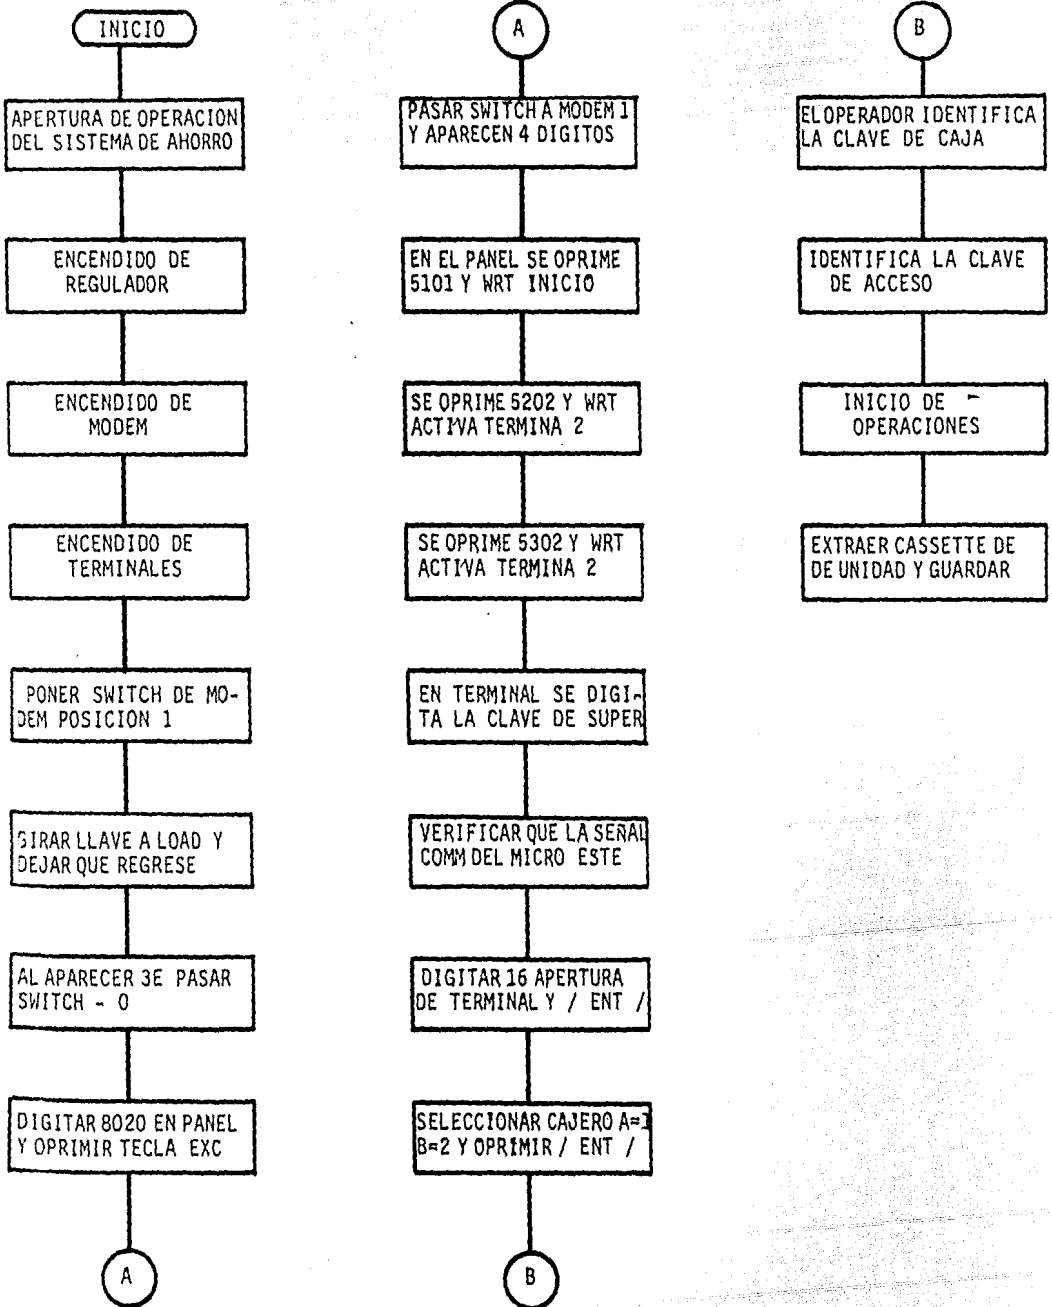 INICIO
APERTURA DE OPERACION
DEL SISTEMA DE AHORRO
ENCENDIDO DE
REGULADOR
ENCENDIDO DE
MODEM
ENCENDIDO DE
TERMINALES
PONER SWITCH DE MO-
DEM POSICION 1
GIRAR LLAVE A LOAD Y
DEJAR QUE REGRESE
AL APARECER 3E PASAR
SWITCH - 0
DIGITAR 8020 EN PANEL
Y OPRIMIR TECLA EXC
A
A
PASAR SWITCH A MODEM 1
Y APARECEN 4 DIGITOS
EN EL PANEL SE OPRIME
5101 Y WRT INICIO
SE OPRIME 5202 Y WRT
ACTIVA TERMINA 2
SE OPRIME 5302 Y WRT
ACTIVA TERMINA 2
EN TERMINAL SE DIGI-
TA LA CLAVE DE SUPER
VERIFICAR QUE LA SEÑAL
COMM DEL MICRO ESTE
DIGITAR 16 APERTURA
DE TERMINAL Y / ENT /
SELECCIONAR CAJERO A=1
B=2 Y OPRIMIR / ENT /
B
B
EL OPERADOR IDENTIFICA
LA CLAVE DE CAJA
IDENTIFICA LA CLAVE
DE ACCESO
INICIO DE -
OPERACIONES
EXTRAER CASSETTE DE
DE UNIDAD Y GUARDAR